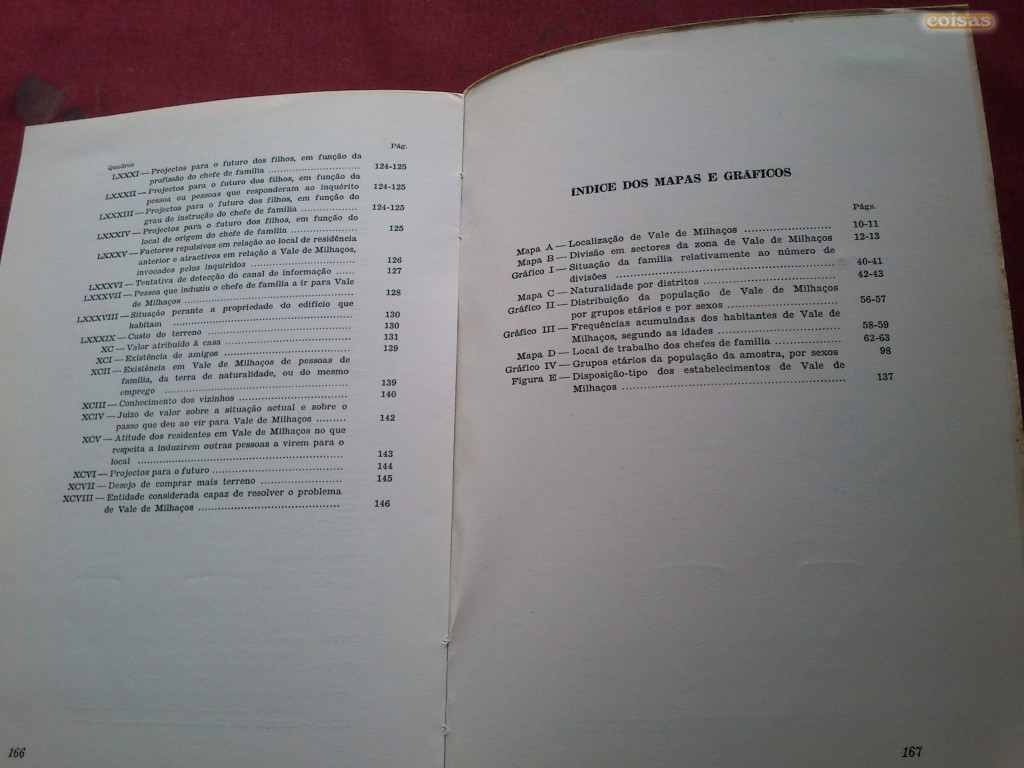 coisas
Quadros Pág.
LXXXI — Projectos para o futuro dos filhos, em função da
profissão do chefe de família ........ 124-125
LXXXII — Projectos para o futuro dos filhos, em função da
pessoa ou pessoas que responderam ao inquérito 124-125
LXXXIII — Projectos para o futuro dos filhos, em função do
grau de instrução do chefe de família ........ 124-125
LXXXIV — Projectos para o futuro dos filhos, em função do
local de origem do chefe de família ........ 125
LXXXV — Factores repulsivos em relação ao local de residência
anterior e atractivos em relação a Vale de Milhaços,
invocados pelos inquiridos ........ 126
LXXXVI — Tentativa de detecção do canal de informação ...... 127
LXXXVII — Pessoa que induziu o chefe de família a ir para Vale
de Milhaços ........ 128
LXXXVIII — Situação perante a propriedade do edifício que
habitam ........ 130
LXXXIX — Custo do terreno ........ 130
XC — Valor atribuído à casa ........ 131
XCI — Existência de amigos ........ 139
XCII — Existência em Vale de Milhaços de pessoas de
família, da terra de naturalidade, ou do mesmo
emprego ........ 139
XCIII — Conhecimento dos vizinhos ........ 140
XCIV — Juízo de valor sobre a situação actual e sobre o
passo que deu ao vir para Vale de Milhaços ......... 142
XCV — Atitude dos residentes em Vale de Milhaços no que
respeita a induzirem outras pessoas a virem para o
local ........ 143
XCVI — Projectos para o futuro ........ 144
XCVII — Desejo de comprar mais terreno ........ 145
XCVIII — Entidade considerada capaz de resolver o problema
de Vale de Milhaços ........ 146
166
ÍNDICE DOS MAPAS E GRÁFICOS
Págs.
Mapa A — Localização de Vale de Milhaços ........ 10-11
Mapa B — Divisão em sectores da zona de Vale de Milhaços 12-13
Gráfico I — Situação da família relativamente ao número de
divisões ........ 40-41
Mapa C — Naturalidade por distritos ........ 42-43
Gráfico II — Distribuição da população de Vale de Milhaços
por grupos etários e por sexos ........ 56-57
Gráfico III — Frequências acumuladas dos habitantes de Vale de
Milhaços, segundo as idades ........ 58-59
Mapa D — Local de trabalho dos chefes de família ........ 62-63
Gráfico IV — Grupos etários da população da amostra, por sexos 98
Figura E — Disposição-tipo dos estabelecimentos de Vale de
Milhaços ........ 137
167